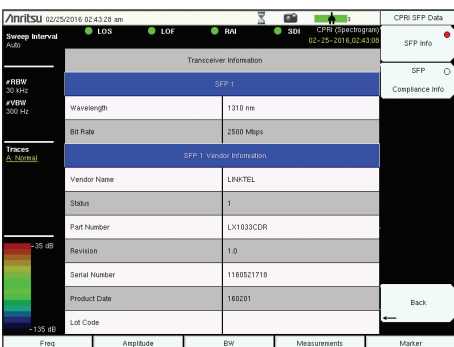 /Inritsu 02/25/2016 02:43:28 am
CPRI SFP Data
Sweep Interval
Auto
LOS
LOF
RAI
SDI
CPRI (Spectrogram)
02-25-2016,02:43:08
SFP Info
SFP
Compliance Info
Transceiver Information
SFP 1
#RBW
30 kHz
Wavelength 1310 nm
#VBW
300 Hz
Bit Rate 2500 Mbps
Traces
A: Normal
SFP 1 Vendor Information
Vendor Name LINKTEL
Status 1
Part Number LX1033CDR
-35 dB
Revision 1.0
Serial Number 1160521718
Product Date 160201
Back
Lot Code
-135 dB
Freq Amplitude BW Measurements Marker